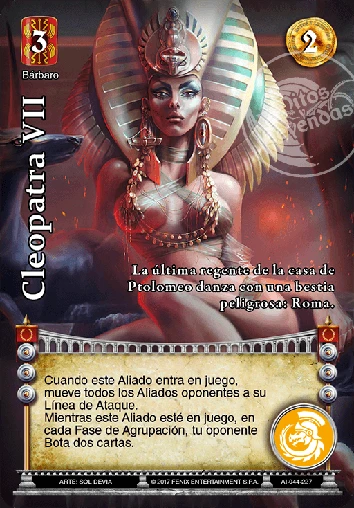 3
2
Bárbaro
Mitos
Leyendas
Cleopatra VII
La última regente de la casa de
Ptolomeo danza con una bestia
peligrosa: Roma.
Cuando este Aliado entra en juego,
mueve todos los Aliados oponentes a su
Línea de Ataque.
Mientras este Aliado esté en juego, en
cada Fase de Agrupación, tu oponente
Bota dos cartas.
ARTE: SOL DEVIA
© 2017 FENIX ENTERTAINMENT S.P.A.